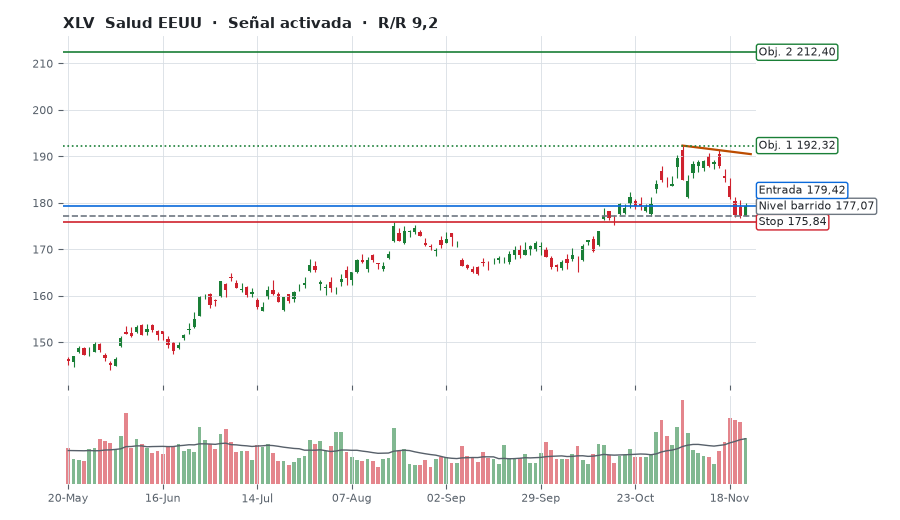 XLV Salud EEUU · Señal activada · R/R 9,2
Obj. 2 212,40
210
200
Obj. 1 192,32
190
Entrada 179,42
180
Nivel barrido 177,07
Stop 175,84
170
160
150
20-May 16-Jun 14-Jul 07-Aug 02-Sep 29-Sep 23-Oct 18-Nov